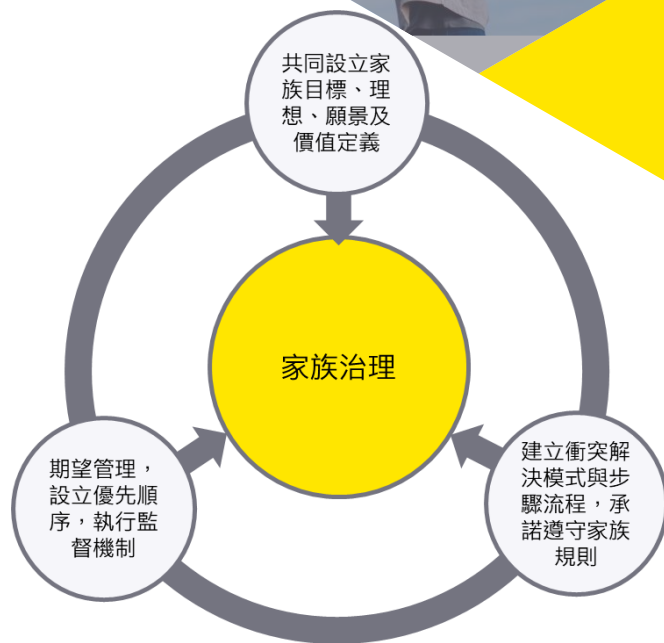 共同設立家
族目標、理
想、願景及
價值定義
家族治理
期望管理，
設立優先順
序，執行監
督機制
建立衝突解
決模式與步
驟流程，承
諾遵守家族
規則